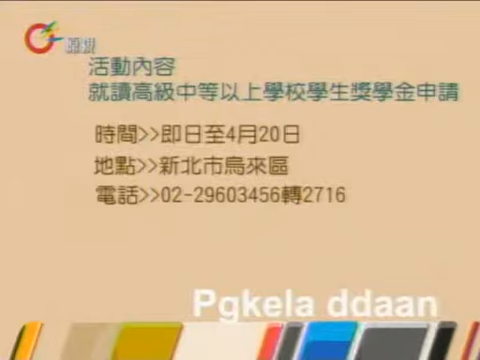 原視
活動內容
就讀高級中等以上學校學生獎學金申請
時間>>即日至4月20日
地點>>新北市烏來區
電話>>02-29603456轉2716
Pgkela ddaan